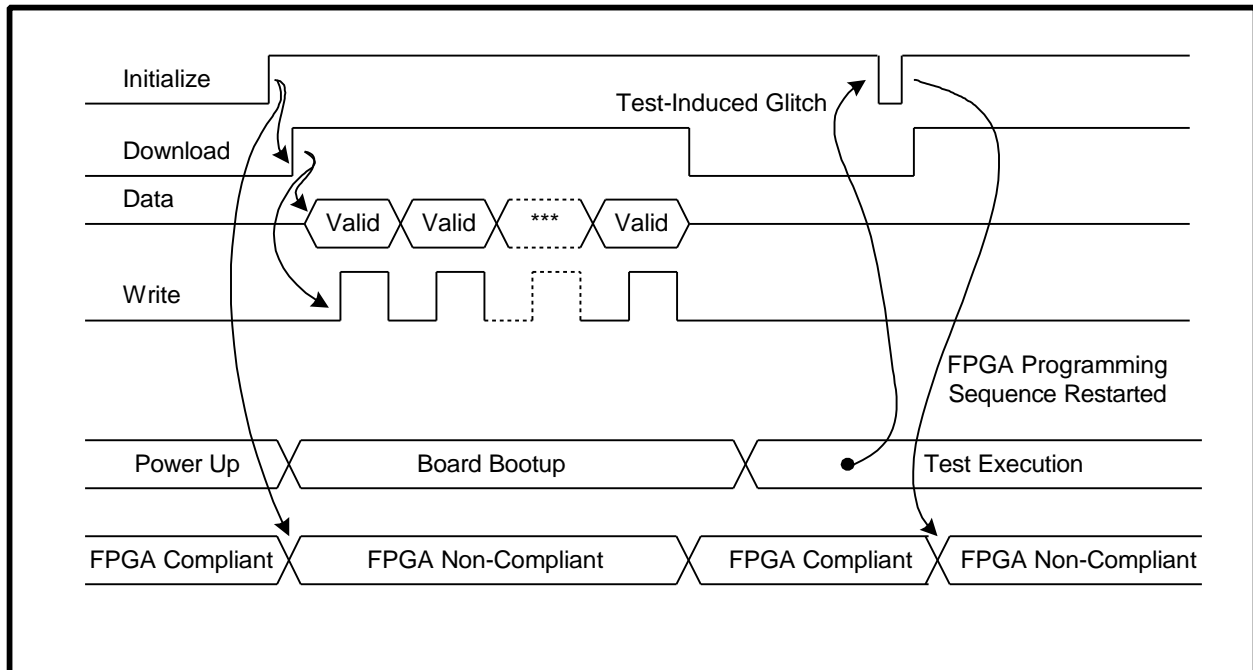 Initialize
Test-Induced Glitch
Download
Data
Valid Valid *** Valid
Write
FPGA Programming
Sequence Restarted
Power Up Board Bootup Test Execution
FPGA Compliant FPGA Non-Compliant FPGA Compliant FPGA Non-Compliant